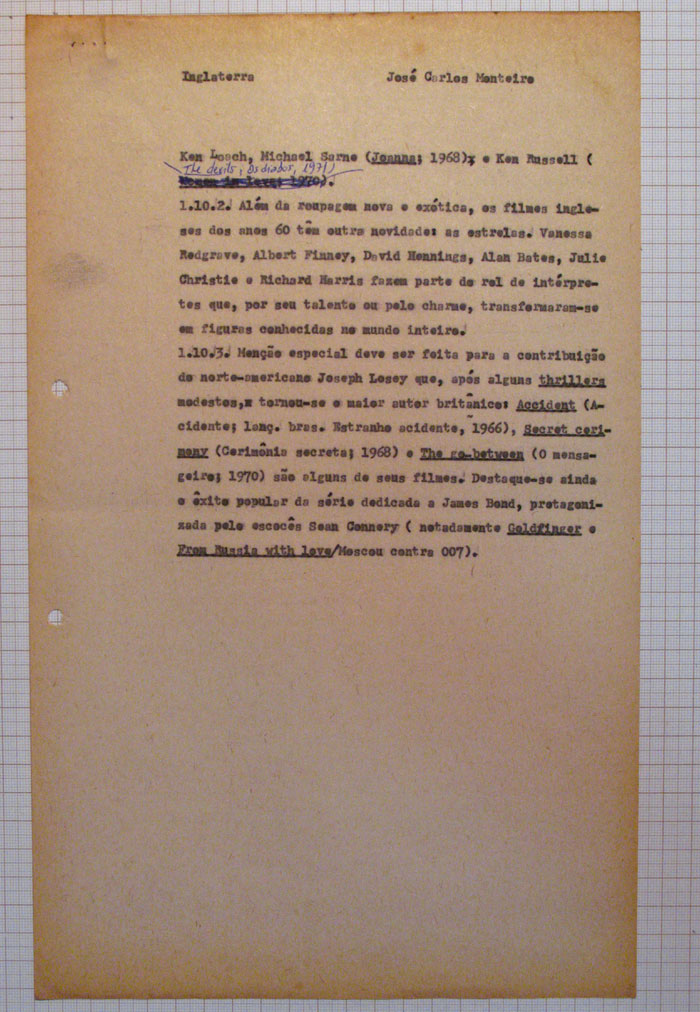 Inglaterra José Carlos Monteiro
Ken Loach, Michael Sarne (Joanna; 1968), e Ken Russell (
The devils, Os diabos, 1971)
Women in love; 1970).
1.10.2. Além da roupagem nova e exótica, os filmes ingle-
ses dos anos 60 têm outra novidade: as estrelas. Vanessa
Redgrave, Albert Finney, David Hennings, Alan Bates, Julie
Christie e Richard Harris fazem parte do rol de intérpre-
tes que, por seu talento ou pelo charme, transformaram-se
em figuras conhecidas no mundo inteiro.
1.10.3. Menção especial deve ser feita para a contribuição
do norte-americano Joseph Losey que, após alguns thrillers
modestos, tornou-se o maior autor britânico: Accident (A-
cidente; lanç. bras. Estranho acidente, 1966), Secret ceri-
mony (Cerimônia secreta; 1968) e The go-between (O mensa-
geiro; 1970) são alguns de seus filmes. Destaque-se ainda
o êxito popular da série dedicada a James Bond, protagoni-
zada pelo escocês Sean Connery ( notadamente Goldfinger e
From Russia with love/Moscou contra 007).